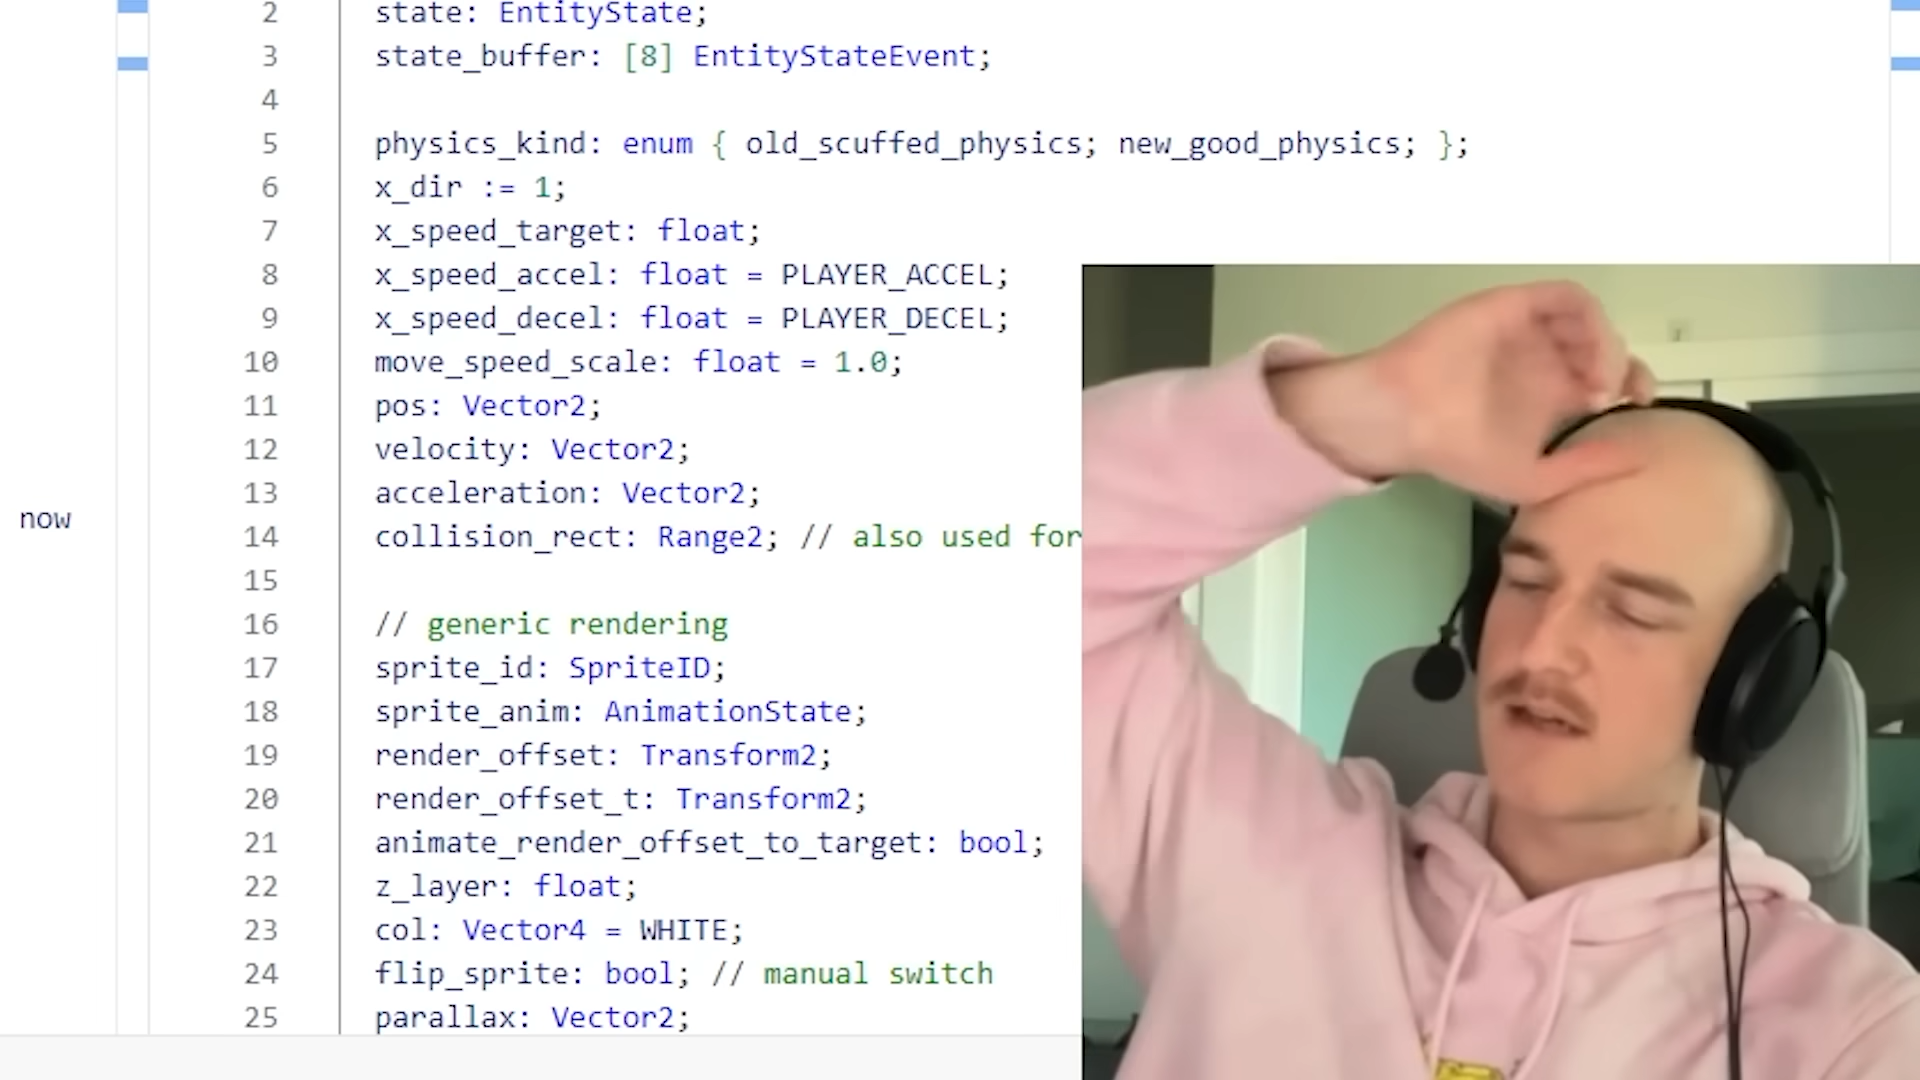 2 state: EntityState;
3 state_buffer: [8] EntityStateEvent;
4
5 physics_kind: enum { old_scuffed_physics; new_good_physics; };
6 x_dir := 1;
7 x_speed_target: float;
8 x_speed_accel: float = PLAYER_ACCEL;
9 x_speed_decel: float = PLAYER_DECEL;
10 move_speed_scale: float = 1.0;
11 pos: Vector2;
12 velocity: Vector2;
13 acceleration: Vector2;
now
14 collision_rect: Range2; // also used for
15
16 // generic rendering
17 sprite_id: SpriteID;
18 sprite_anim: AnimationState;
19 render_offset: Transform2;
20 render_offset_t: Transform2;
21 animate_render_offset_to_target: bool;
22 z_layer: float;
23 col: Vector4 = WHITE;
24 flip_sprite: bool; // manual switch
25 parallax: Vector2;